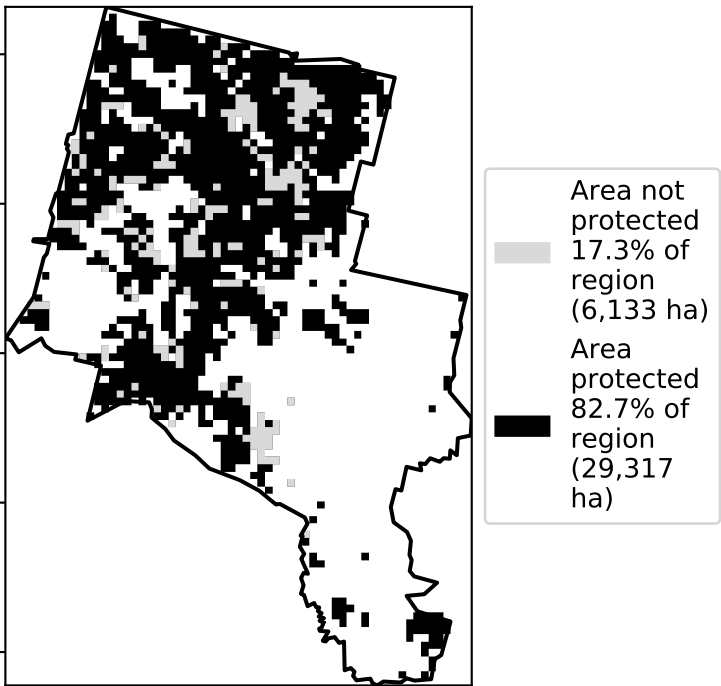 Area not
protected
17.3% of
region
(6,133 ha)
Area
protected
82.7% of
region
(29,317
ha)